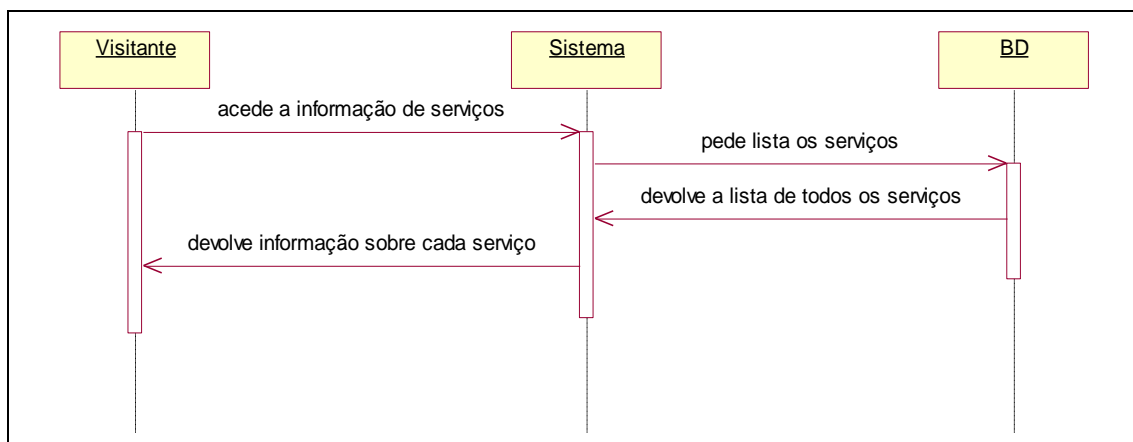 Visitante
Sistema
BD
acede a informação de serviços
pede lista os serviços
devolve a lista de todos os serviços
devolve informação sobre cada serviço